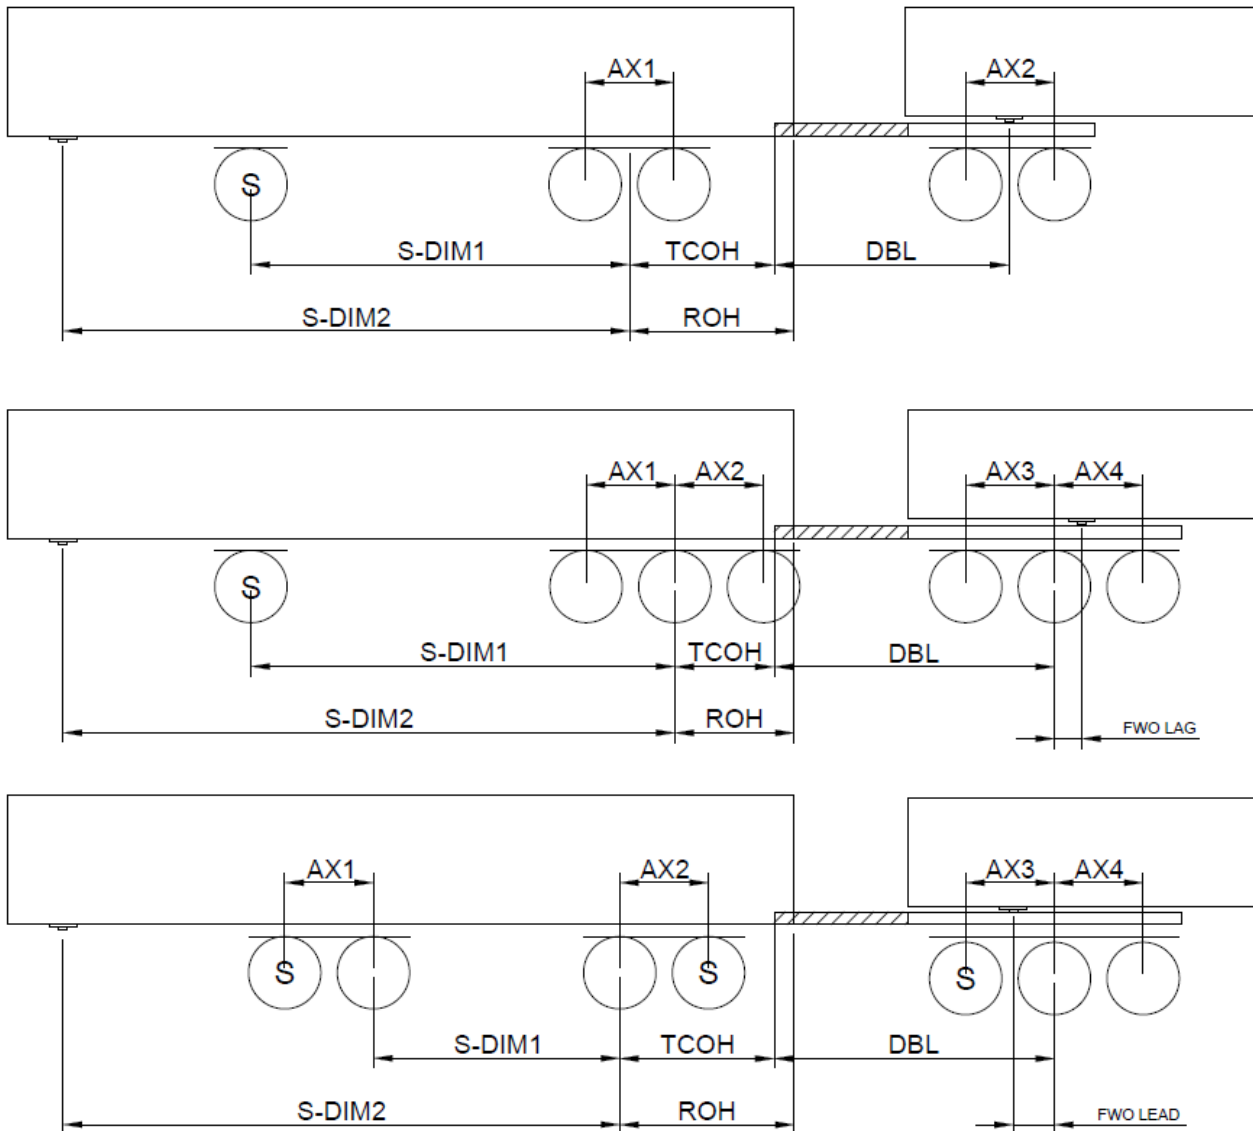 AX1 AX2
S
S-DIM1 TCOH DBL
S-DIM2 ROH
AX1 AX2 AX3 AX4
S
S-DIM1 TCOH DBL
S-DIM2 ROH FWO LAG
AX1 AX2 AX3 AX4
S S S
S-DIM1 TCOH DBL
S-DIM2 ROH FWO LEAD